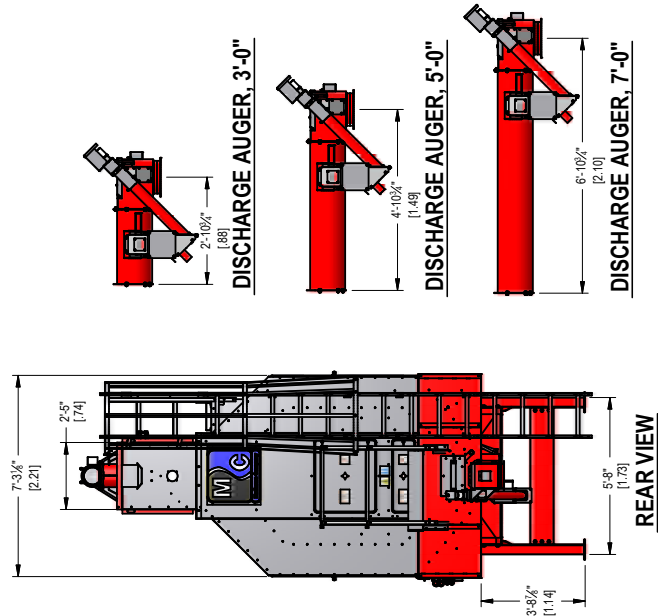 2'-10¾"
[.88]
DISCHARGE AUGER, 3'-0"
4'-10¾"
[1.49]
DISCHARGE AUGER, 5'-0"
6'-10¾"
[2.10]
DISCHARGE AUGER, 7'-0"
7'-3⅛"
[2.21]
2'-5"
[.74]
M C
5'-8"
[1.73]
3'-8⅞"
[1.14]
REAR VIEW